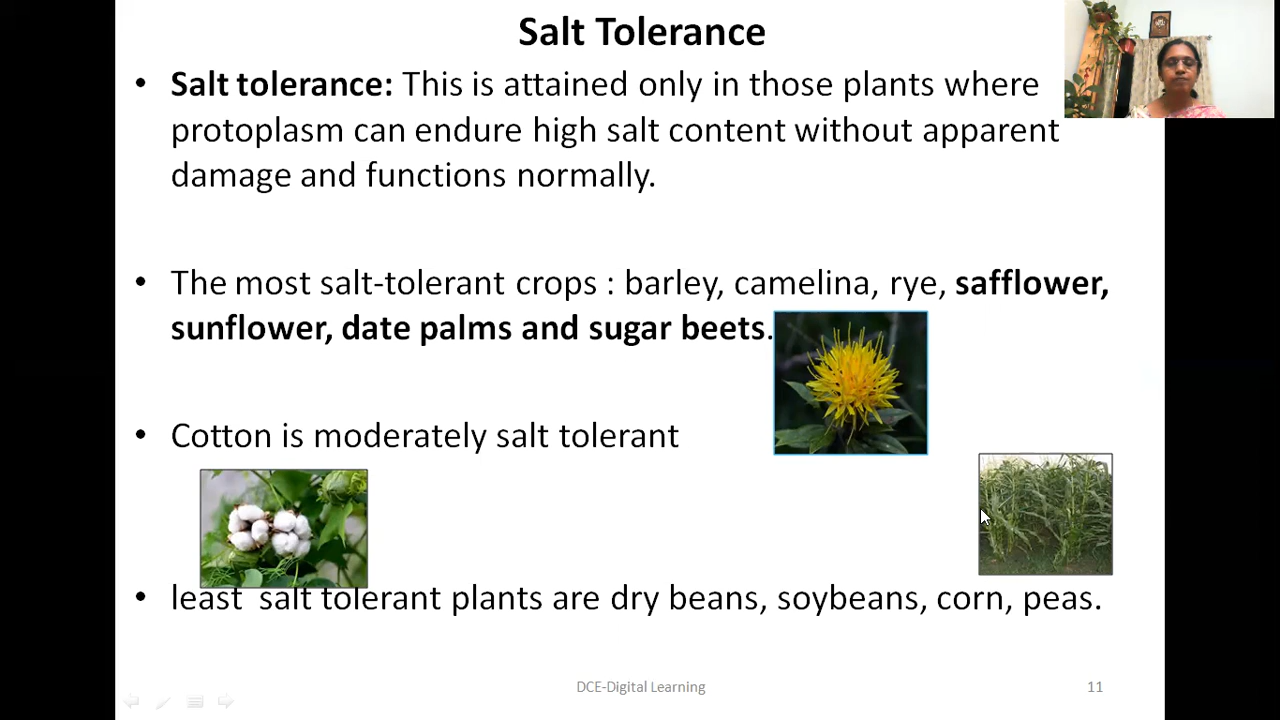 Salt Tolerance
• Salt tolerance: This is attained only in those plants where
protoplasm can endure high salt content without apparent
damage and functions normally.
• The most salt-tolerant crops : barley, camelina, rye, safflower,
sunflower, date palms and sugar beets.
• Cotton is moderately salt tolerant
• least  salt tolerant plants are dry beans, soybeans, corn, peas.
DCE-Digital Learning
11